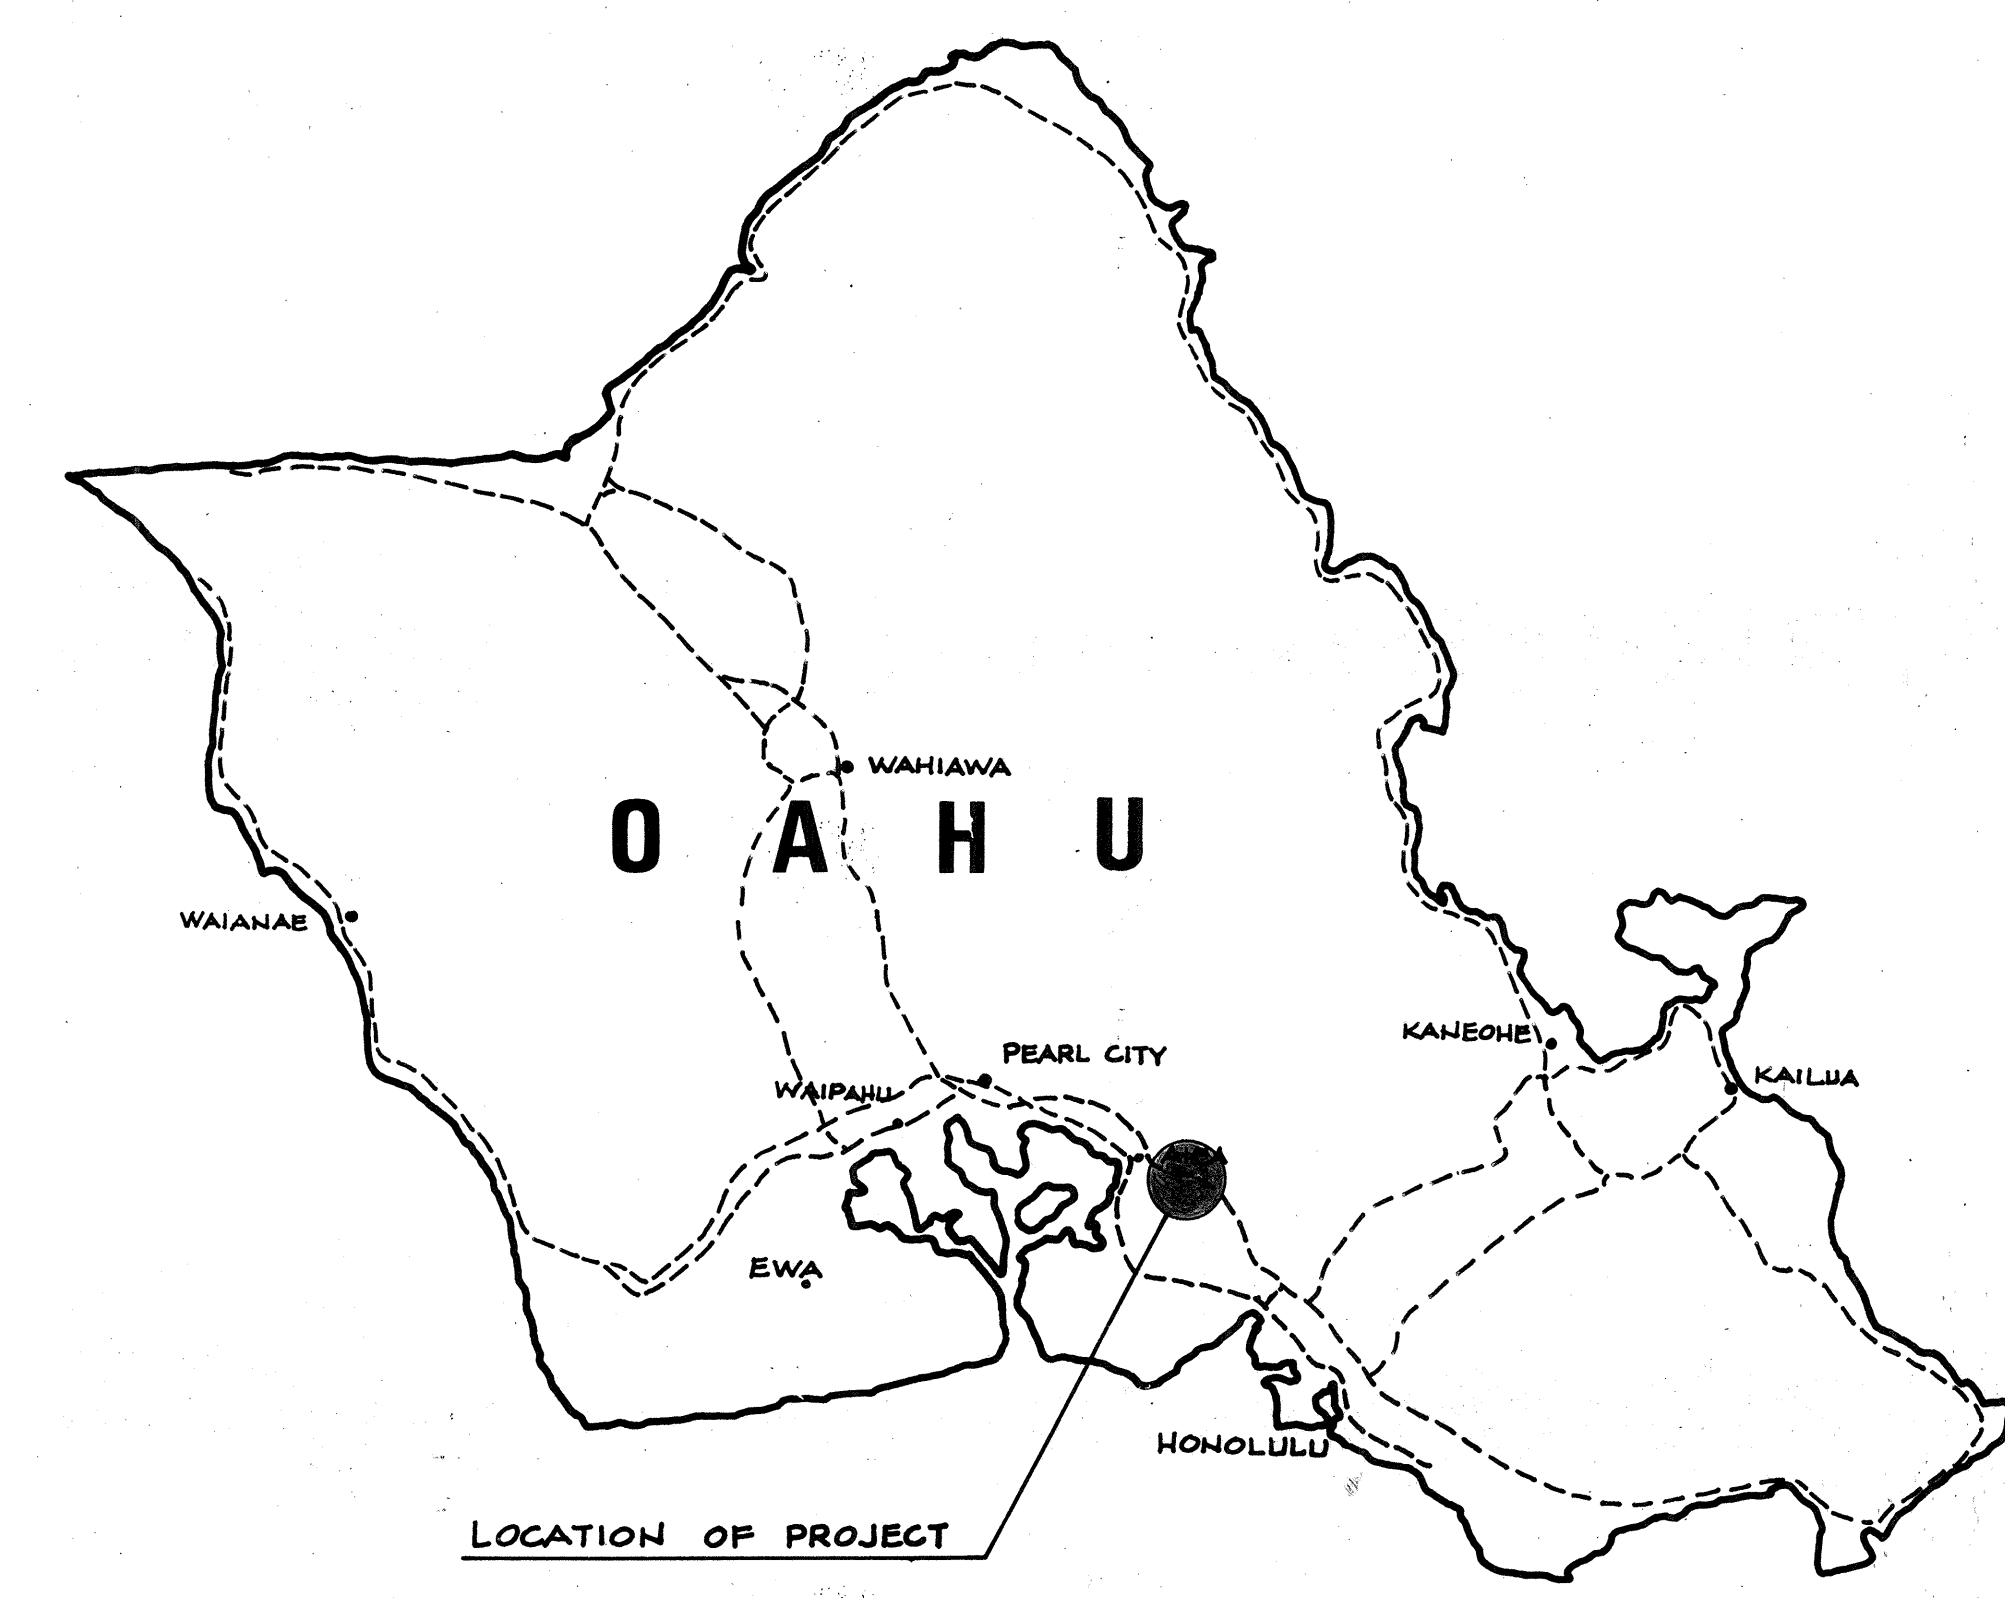 WAHIAWA
O A H U
WAIANAE
KANEOHE
PEARL CITY
KAILUA
WAIPAHU
EWA
HONOLULU
LOCATION OF PROJECT